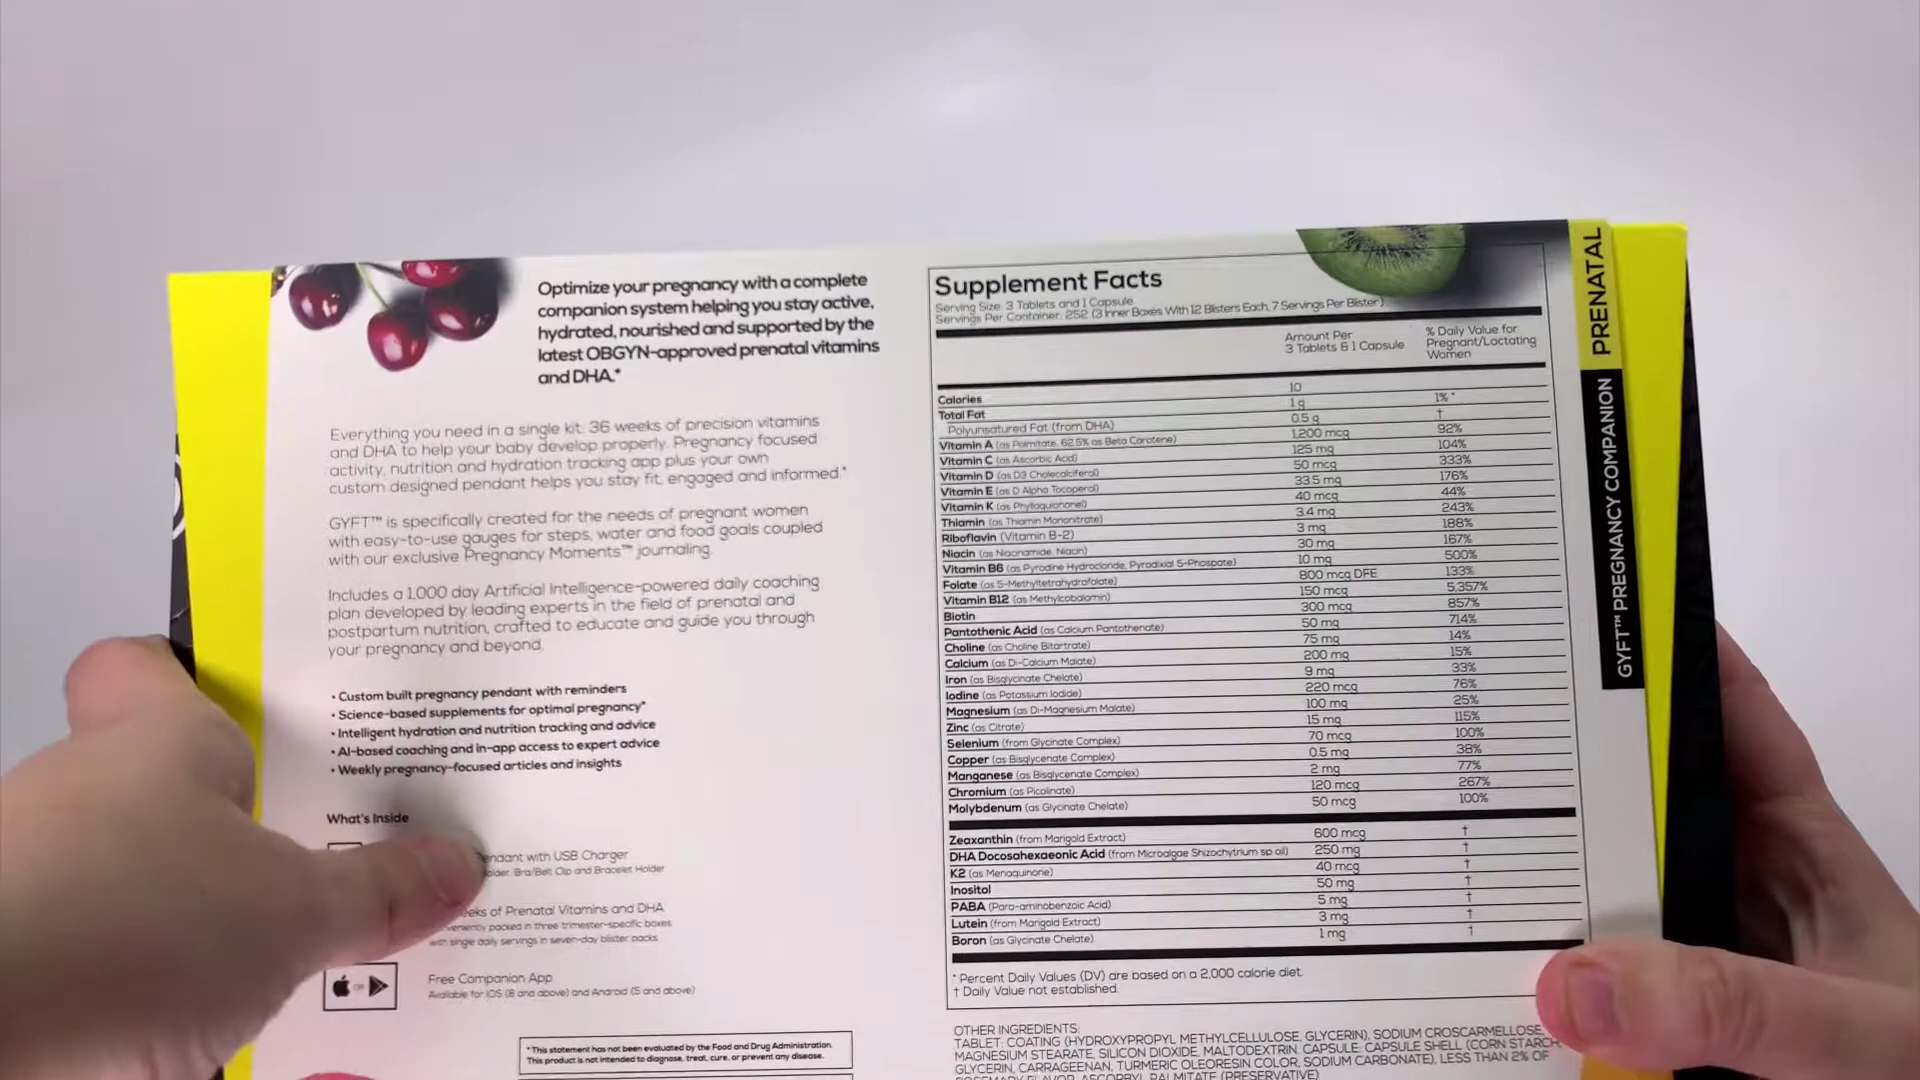 Optimize your pregnancy with a complete
companion system helping you stay active,
hydrated, nourished and supported by the
latest OBGYN-approved prenatal vitamins
and DHA.*
Everything you need in a single kit: 36 weeks of precision vitamins
and DHA to help your baby develop properly. Pregnancy focused
activity, nutrition and hydration tracking app plus your own
custom designed pendant helps you stay fit, engaged and informed.*
GYFT™ is specifically created for the needs of pregnant women
with easy-to-use gauges for steps, water and food goals coupled
with our exclusive Pregnancy Moments™ journaling.
Includes a 1,000 day Artificial Intelligence-powered daily coaching
plan developed by leading experts in the field of prenatal and
postpartum nutrition, crafted to educate and guide you through
your pregnancy and beyond.
• Custom built pregnancy pendant with reminders
• Science-based supplements for optimal pregnancy*
• Intelligent hydration and nutrition tracking and advice
• AI-based coaching and in-app access to expert advice
• Weekly pregnancy-focused articles and insights
What's Inside
Pendant with USB Charger
Bra/Belt Clip and Bracelet Holder
of Prenatal Vitamins and DHA
packed in three trimester-specific boxes
with single daily servings in seven-day blister packs.
OR
Free Companion App
Available for iOS (8 and above) and Android (5 and above)
*This statement has not been evaluated by the Food and Drug Administration.
This product is not intended to diagnose, treat, cure, or prevent any disease.
Supplement Facts
Serving Size: 3 Tablets and 1 Capsule
Servings Per Container: 252 (3 Inner Boxes With 12 Blisters Each, 7 Servings Per Blister)
Amount Per
3 Tablets & 1 Capsule
% Daily Value for
Pregnant/Lactating
Women
Calories 10
Total Fat 1 g 1% *
Polyunsatured Fat (from DHA) 0.5 g †
Vitamin A (as Palmitate, 62.5% as Beta Carotene) 1,200 mcg 92%
Vitamin C (as Ascorbic Acid) 125 mg 104%
Vitamin D (as D3 Cholecalciferol) 50 mcg 333%
Vitamin E (as D Alpha Tocoperol) 33.5 mg 176%
Vitamin K (as Phylloquionone) 40 mcg 44%
Thiamin (as Thiamin Mononitrate) 3.4 mg 243%
Riboflavin (Vitamin B-2) 3 mg 188%
Niacin (as Niacinamide, Niacin) 30 mg 167%
Vitamin B6 (as Pyrodine Hydrocloride, Pyrodixial 5-Phospate) 10 mg 500%
Folate (as 5-Methyltetrahydrofolate) 800 mcg DFE 133%
Vitamin B12 (as Methylcobalamin) 150 mcg 5,357%
Biotin 300 mcg 857%
Pantothenic Acid (as Calcium Pantothenate) 50 mg 714%
Choline (as Choline Bitartrate) 75 mg 14%
Calcium (as Di-Calcium Malate) 200 mg 15%
Iron (as Bisglycinate Chelate) 9 mg 33%
Iodine (as Potassium Iodide) 220 mcg 76%
Magnesium (as Di-Magnesium Malate) 100 mg 25%
Zinc (as Citrate) 15 mg 115%
Selenium (from Glycinate Complex) 70 mcg 100%
Copper (as Bisglycenate Complex) 0.5 mg 38%
Manganese (as Bisglycenate Complex) 2 mg 77%
Chromium (as Picolinate) 120 mcg 267%
Molybdenum (as Glycinate Chelate) 50 mcg 100%
Zeaxanthin (from Marigold Extract) 600 mcg †
DHA Docosahexaeonic Acid (from Microalgae Shizochytrium sp oil) 250 mg †
K2 (as Menaquinone) 40 mcg †
Inositol 50 mg †
PABA (Para-aminobenzoic Acid) 5 mg †
Lutein (from Marigold Extract) 3 mg †
Boron (as Glycinate Chelate) 1 mg †
* Percent Daily Values (DV) are based on a 2,000 calorie diet.
† Daily Value not established.
OTHER INGREDIENTS:
TABLET: COATING (HYDROXYPROPYL METHYLCELLULOSE, GLYCERIN), SODIUM CROSCARMELLOSE,
MAGNESIUM STEARATE, SILICON DIOXIDE, MALTODEXTRIN. CAPSULE: CAPSULE SHELL (CORN STARCH,
GLYCERIN, CARRAGEENAN, TURMERIC OLEORESIN COLOR, SODIUM CARBONATE), LESS THAN 2% OF
ROSEMARY FLAVOR, ASCORBYL PALMITATE (PRESERVATIVE)
PRENATAL
GYFT™ PREGNANCY COMPANION